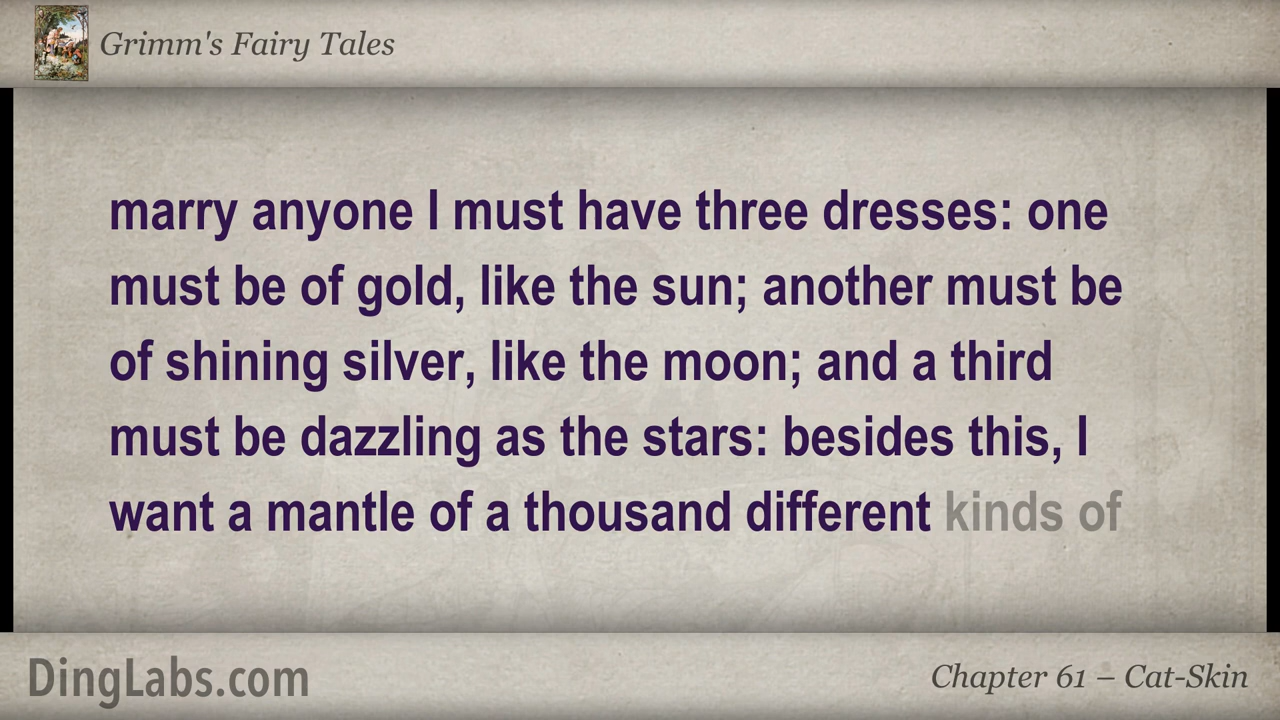 Grimm's Fairy Tales
marry anyone I must have three dresses: one
must be of gold, like the sun; another must be
of shining silver, like the moon; and a third
must be dazzling as the stars: besides this, I
want a mantle of a thousand different kinds of
DingLabs.com
Chapter 61 – Cat-Skin